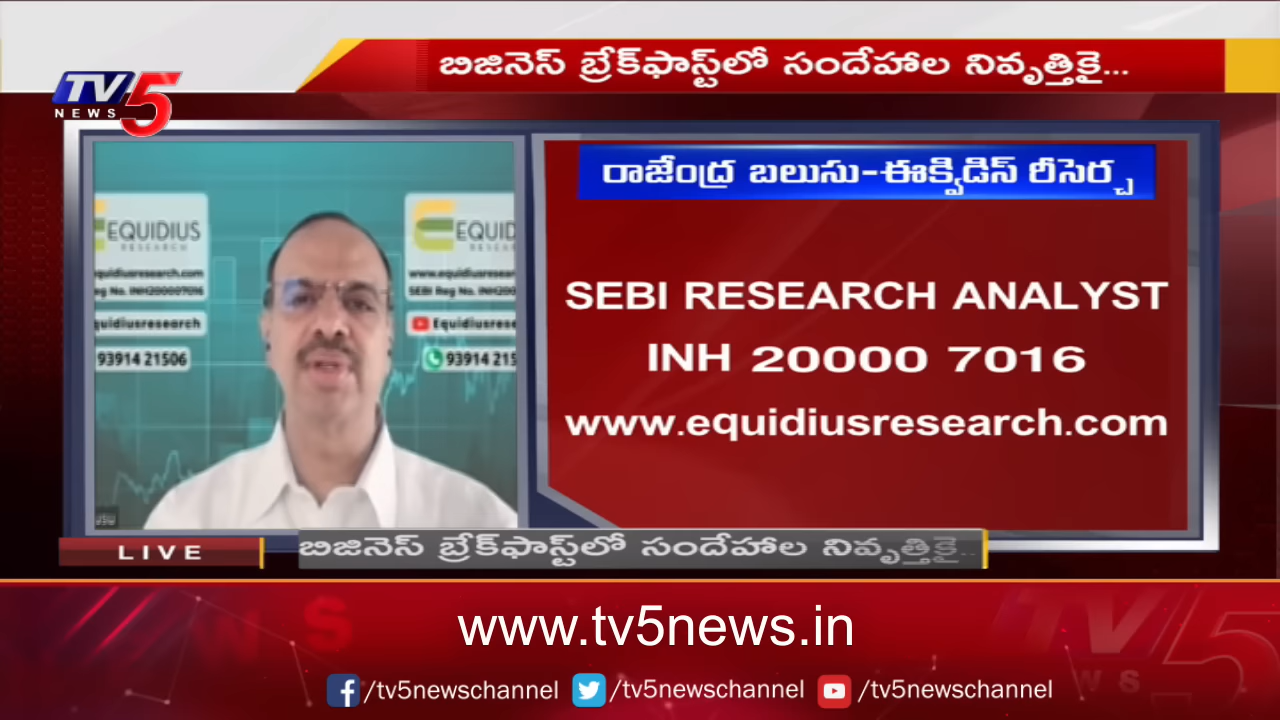 బిజినెస్ బ్రేక్‌ఫాస్ట్‌లో సందేహాల నివృత్తికై...
TV5
NEWS
రాజేంద్ర బలుసు-ఈక్విడిస్ రీసెర్చ
EQUIDIUS
RESEARCH
www.equidiusresearch.com
SEBI RESEARCH ANALYST
INH 20000 7016
www.equidiusresearch.com
93914 21506
LIVE
బిజినెస్ బ్రేక్‌ఫాస్ట్‌లో సందేహాల నివృత్తికై..
www.tv5news.in
/tv5newschannel /tv5newschannel /tv5newschannel